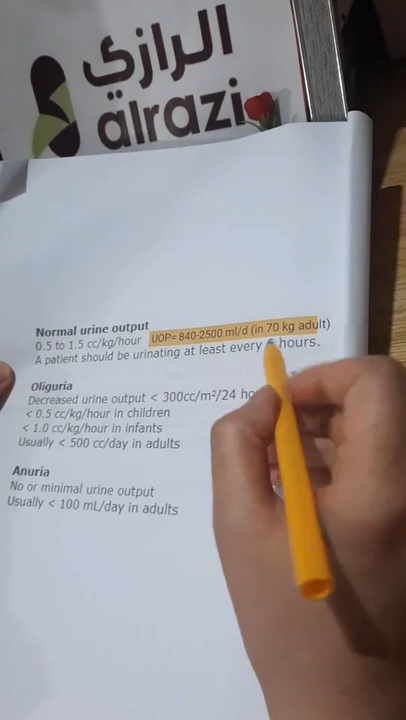 الرازي
alrazi
Normal urine output
0.5 to 1.5 cc/kg/hour UOP= 840-2500 ml/d (in 70 kg adult)
A patient should be urinating at least every hours.
Oliguria
Decreased urine output < 300cc/m²/24
< 0.5 cc/kg/hour in children
< 1.0 cc/kg/hour in infants
Usually < 500 cc/day in adults
Anuria
No or minimal urine output
Usually < 100 mL/day in adults